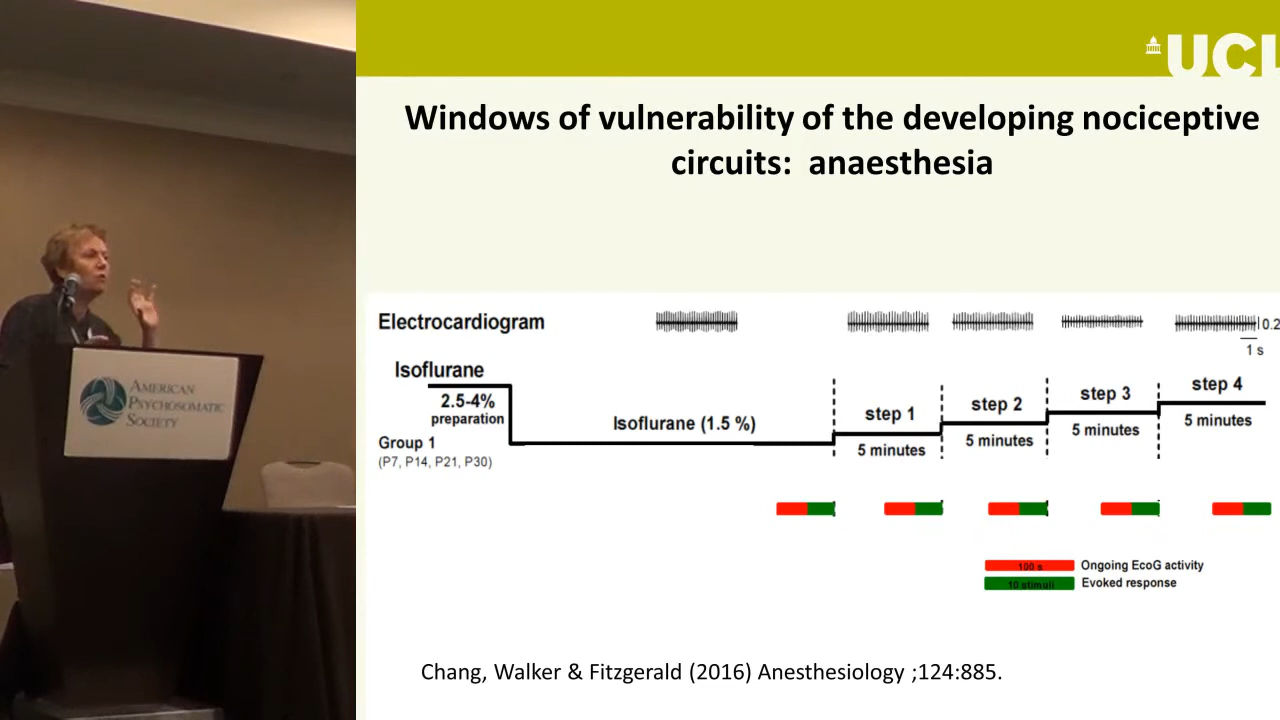 UCL
Windows of vulnerability of the developing nociceptive
circuits: anaesthesia
Electrocardiogram
0.2
1 s
Isoflurane
2.5-4%
preparation
Group 1
(P7, P14, P21, P30)
Isoflurane (1.5 %)
step 1
5 minutes
step 2
5 minutes
step 3
5 minutes
step 4
5 minutes
100 s
Ongoing EcoG activity
10 stimuli
Evoked response
Chang, Walker & Fitzgerald (2016) Anesthesiology ;124:885.
AMERICAN
PSYCHOSOMATIC
SOCIETY